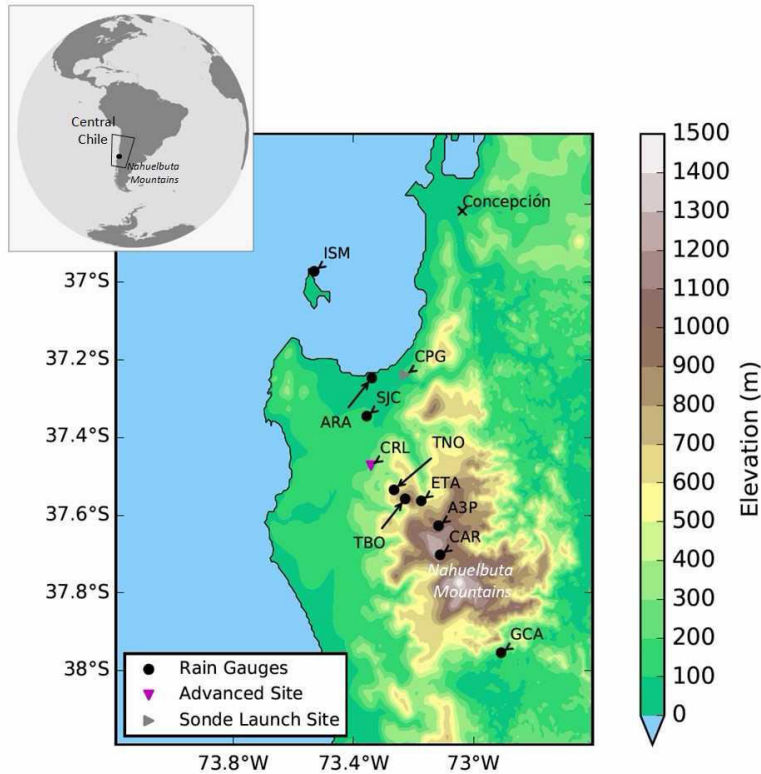 Central
Chile
Nahuelbuta
Mountains
Concepción
ISM
CPG
ARA
SJC
CRL
TNO
ETA
TBO
A3P
CAR
Nahuelbuta
Mountains
GCA
Rain Gauges
Advanced Site
Sonde Launch Site
37°S
37.2°S
37.4°S
37.6°S
37.8°S
38°S
73.8°W
73.4°W
73°W
1500
1400
1300
1200
1100
1000
900
800
700
600
500
400
300
200
100
0
Elevation (m)